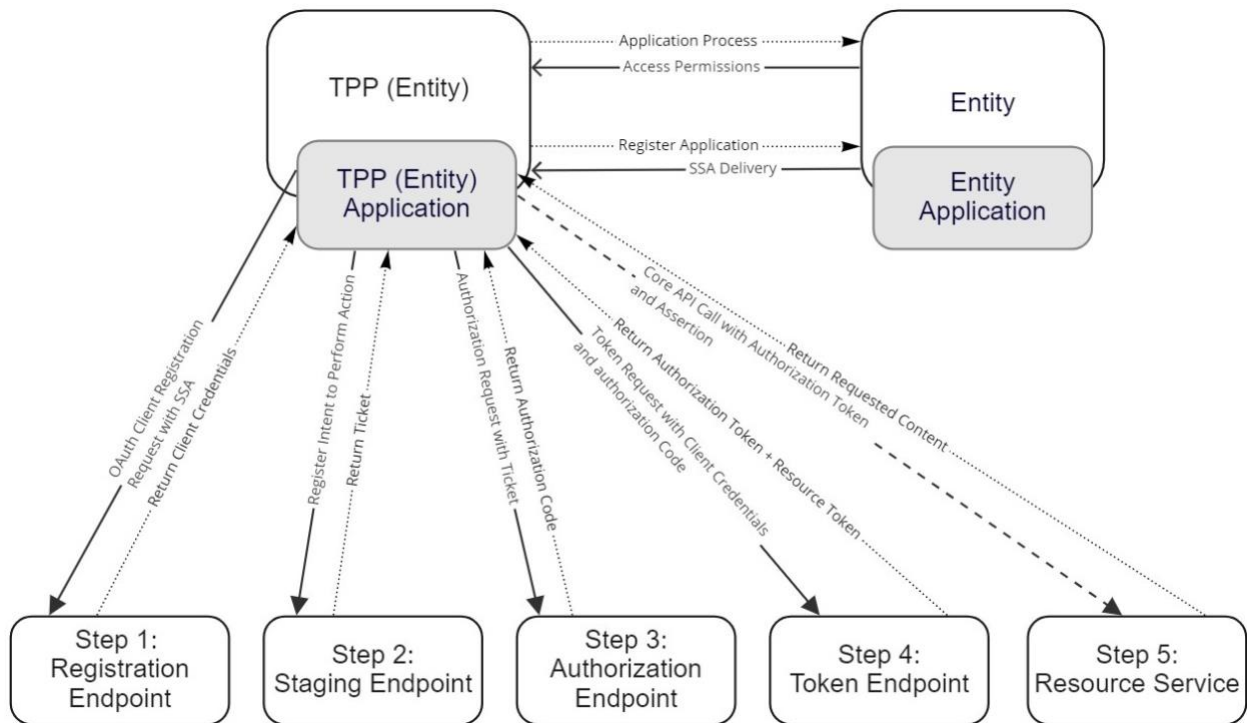 Application Process
Access Permissions
TPP (Entity)
Entity
Register Application
SSA Delivery
TPP (Entity)
Application
Entity
Application
OAuth Client Registration
Request with SSA
Return Client Credentials
Register Intent to Perform Action
Return Ticket
Authorization Request with Ticket
Return Authorization Code
Token Request with Client Credentials
and authorization Code
Return Authorization Token + Resource Token
Core API Call with Authorization Token
and Assertion
Return Requested Content
Step 1:
Registration
Endpoint
Step 2:
Staging Endpoint
Step 3:
Authorization
Endpoint
Step 4:
Token Endpoint
Step 5:
Resource Service